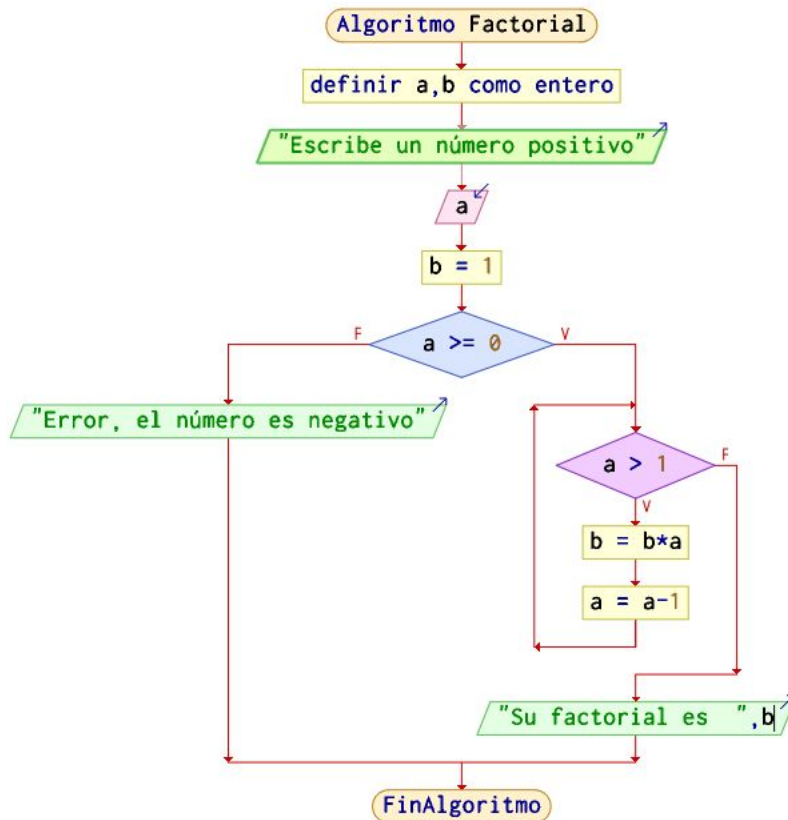 Algoritmo Factorial
definir a,b como entero
"Escribe un número positivo"
a
b = 1
F
a >= 0
V
"Error, el número es negativo"
a > 1
F
V
b = b*a
a = a-1
"Su factorial es  ",b
FinAlgoritmo